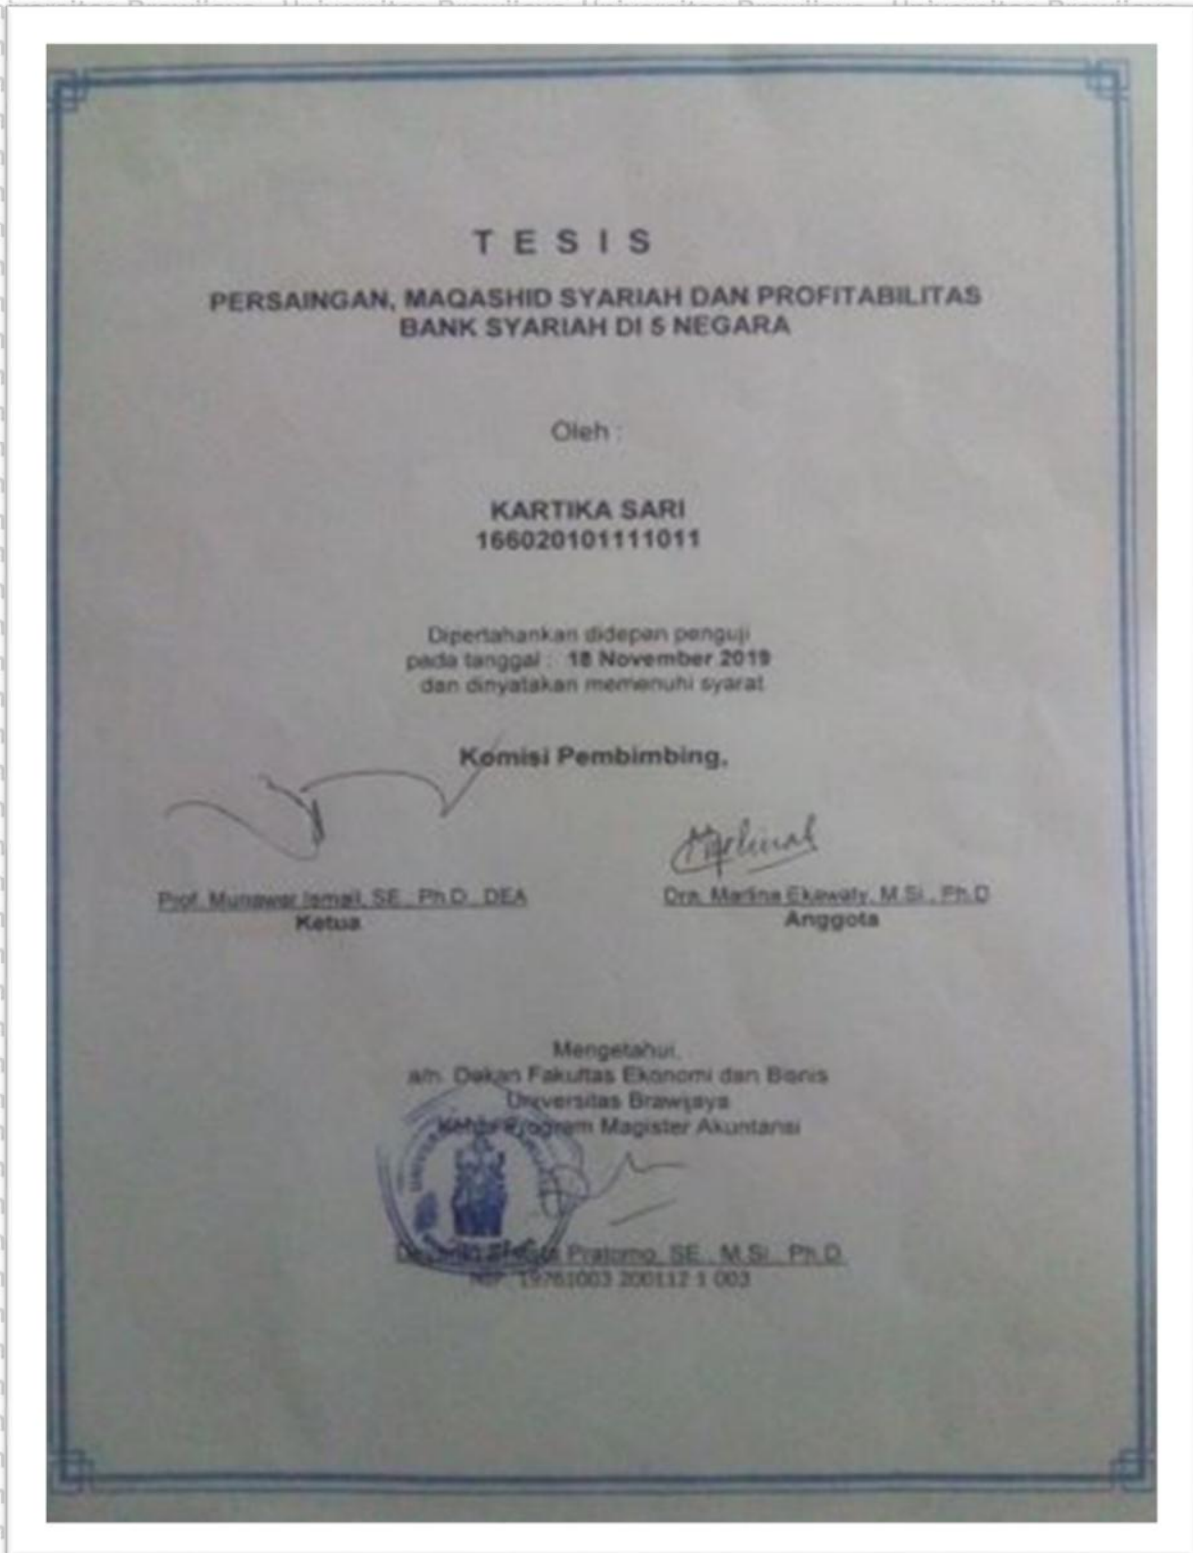 T E S I S
PERSAINGAN, MAQASHID SYARIAH DAN PROFITABILITAS
BANK SYARIAH DI 5 NEGARA
Oleh :
KARTIKA SARI
166020101111011
Dipertahankan didepan penguji
pada tanggal : 18 November 2019
dan dinyatakan memenuhi syarat
Komisi Pembimbing,
Prof. Munawar Ismail, SE., Ph.D., DEA
Ketua
Dra. Marlina Ekawaty, M.Si., Ph.D
Anggota
Mengetahui,
a/n. Dekan Fakultas Ekonomi dan Bisnis
Universitas Brawijaya
Ketua Program Magister Akuntansi
Pratomo, SE., M.Si., Ph.D.
NIP. 19761003 200112 1 003